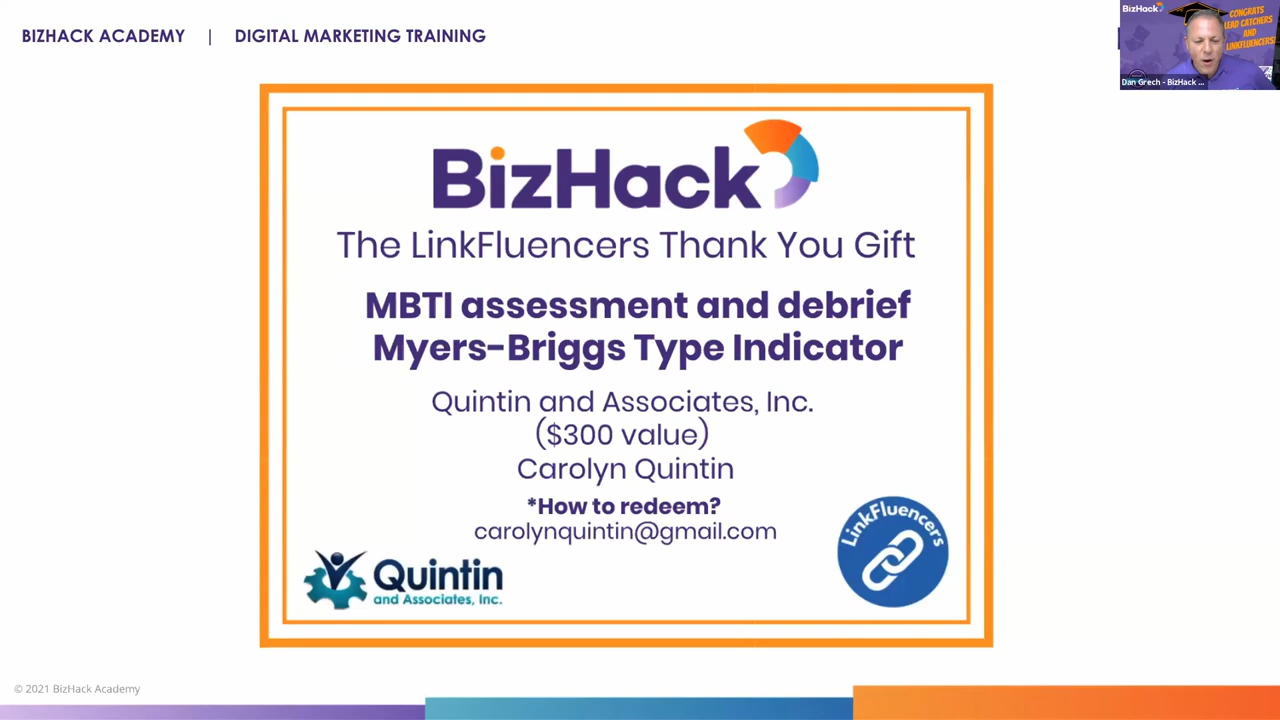 BIZHACK ACADEMY | DIGITAL MARKETING TRAINING
BizHack
CONGRATS
LEAD CATCHERS
AND
LINKFLUENCERS!
Dan Grech - BizHack ...
BizHack
The LinkFluencers Thank You Gift
MBTI assessment and debrief
Myers-Briggs Type Indicator
Quintin and Associates, Inc.
($300 value)
Carolyn Quintin
*How to redeem?
carolynquintin@gmail.com
Quintin
and Associates, Inc.
LinkFluencers
© 2021 BizHack Academy